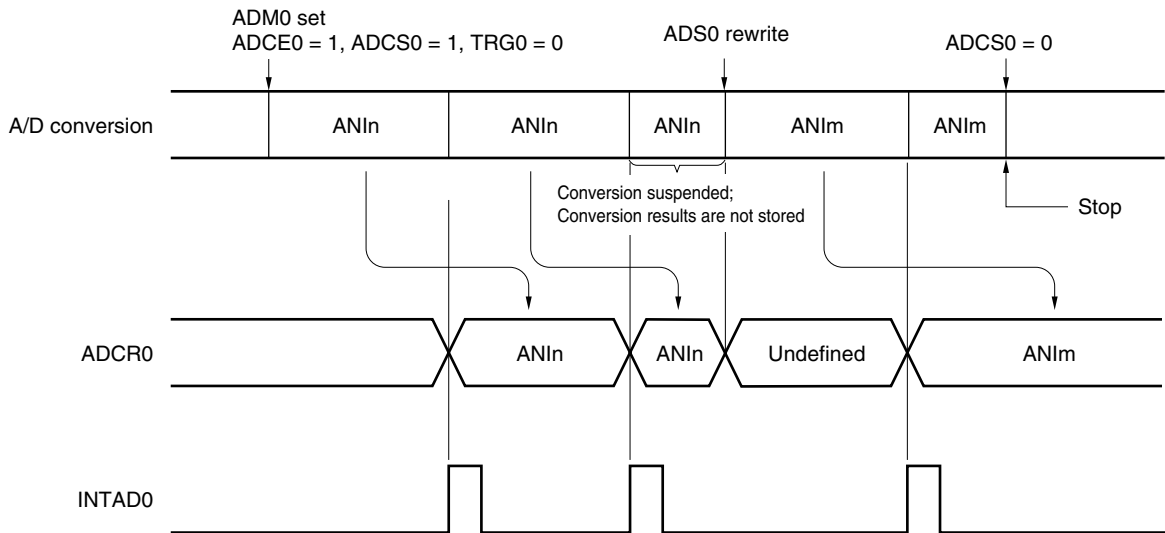 ADM0 set
ADCE0 = 1, ADCS0 = 1, TRG0 = 0
ADS0 rewrite
ADCS0 = 0
A/D conversion
ANIn
ANIn
ANIn
ANIm
ANIm
Conversion suspended;
Conversion results are not stored
Stop
ADCR0
ANIn
ANIn
Undefined
ANIm
INTAD0